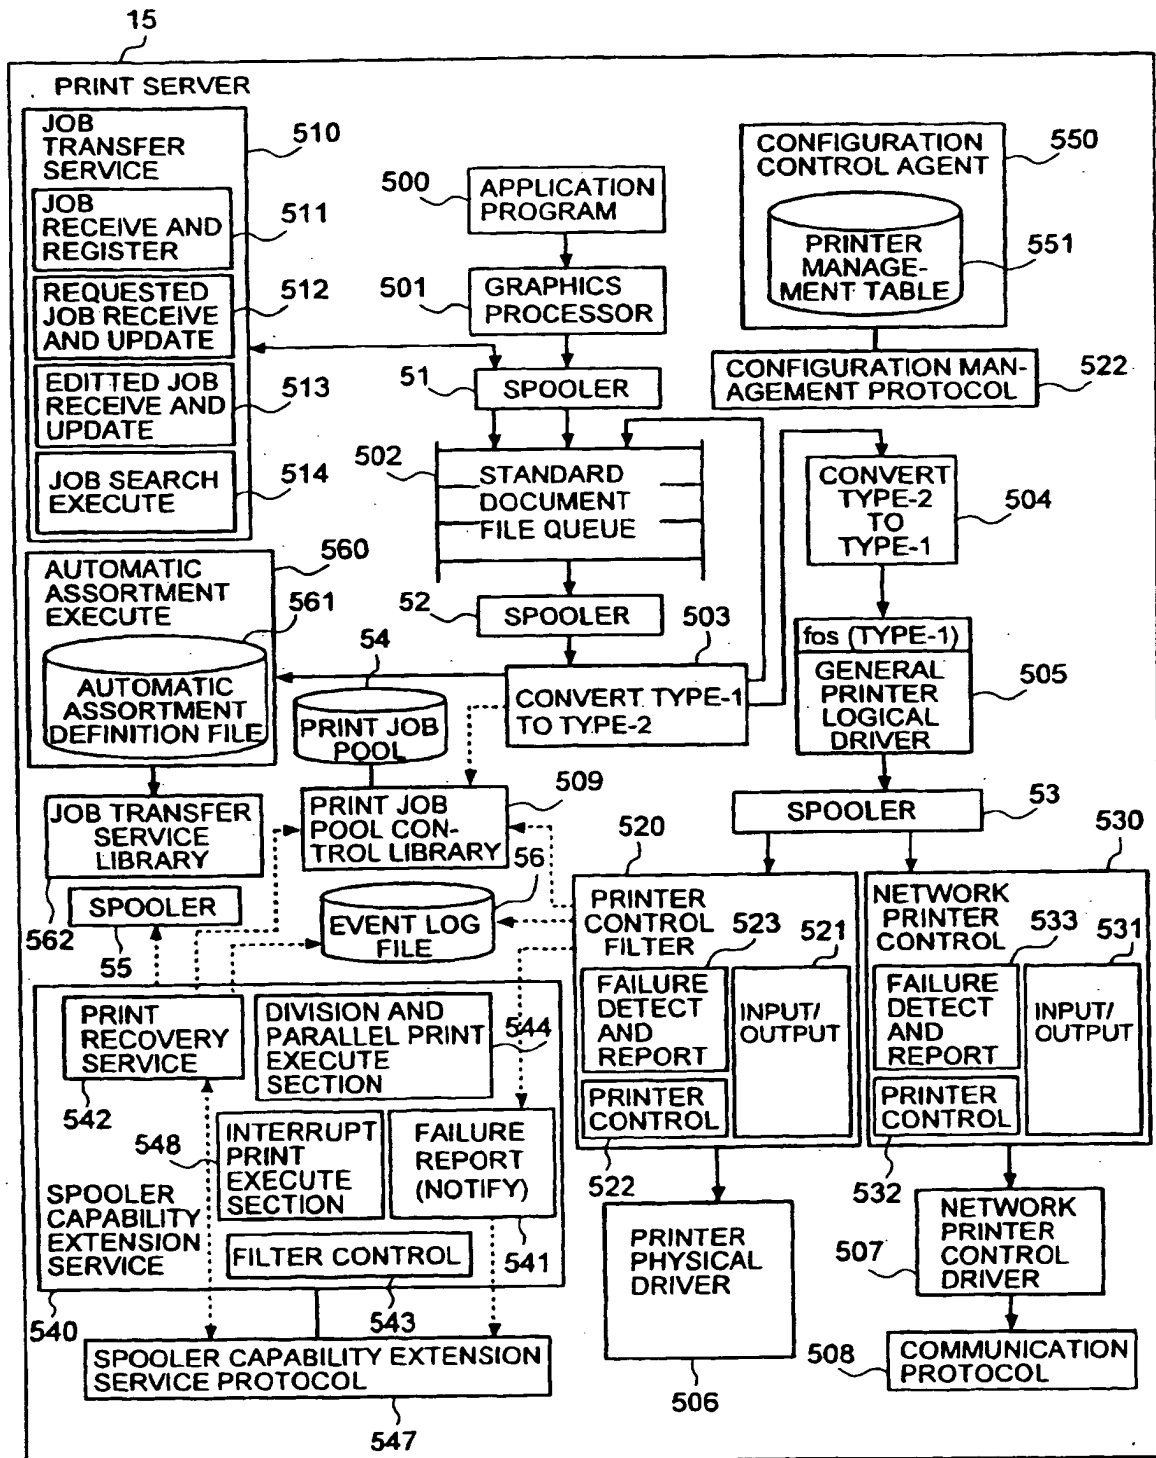 15
PRINT SERVER
JOB
TRANSFER
SERVICE
510
JOB
RECEIVE AND
REGISTER
511
REQUESTED
JOB RECEIVE
AND UPDATE
512
EDITTED JOB
RECEIVE AND
UPDATE
513
JOB SEARCH
EXECUTE
514
500
APPLICATION
PROGRAM
501
GRAPHICS
PROCESSOR
51
SPOOLER
502
STANDARD
DOCUMENT
FILE QUEUE
52
SPOOLER
503
CONVERT TYPE-1
TO TYPE-2
CONFIGURATION
CONTROL AGENT
550
PRINTER
MANAGE-
MENT TABLE
551
CONFIGURATION MAN-
AGEMENT PROTOCOL
522
CONVERT
TYPE-2
TO
TYPE-1
504
fos (TYPE-1)
GENERAL
PRINTER
LOGICAL
DRIVER
505
SPOOLER
53
AUTOMATIC
ASSORTMENT
EXECUTE
560
561
AUTOMATIC
ASSORTMENT
DEFINITION FILE
54
PRINT JOB
POOL
JOB TRANSFER
SERVICE
LIBRARY
562
PRINT JOB
POOL CON-
TROL LIBRARY
509
SPOOLER
55
56
EVENT LOG
FILE
520
PRINTER
CONTROL
FILTER
523
521
FAILURE
DETECT
AND
REPORT
INPUT/
OUTPUT
PRINTER
CONTROL
522
530
NETWORK
PRINTER
CONTROL
533
531
FAILURE
DETECT
AND
REPORT
INPUT/
OUTPUT
PRINTER
CONTROL
532
PRINT
RECOVERY
SERVICE
542
DIVISION AND
PARALLEL PRINT
EXECUTE
SECTION
544
548
INTERRUPT
PRINT
EXECUTE
SECTION
FAILURE
REPORT
(NOTIFY)
541
SPOOLER
CAPABILITY
EXTENSION
SERVICE
540
FILTER CONTROL
543
SPOOLER CAPABILITY EXTENSION
SERVICE PROTOCOL
547
PRINTER
PHYSICAL
DRIVER
506
507
NETWORK
PRINTER
CONTROL
DRIVER
508
COMMUNICATION
PROTOCOL